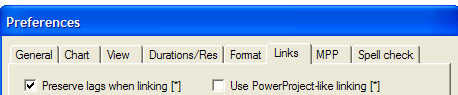 Preferences
General Chart View Durations/Res Format Links MPP Spell check
Preserve lags when linking [*] Use PowerProject-like linking [*]